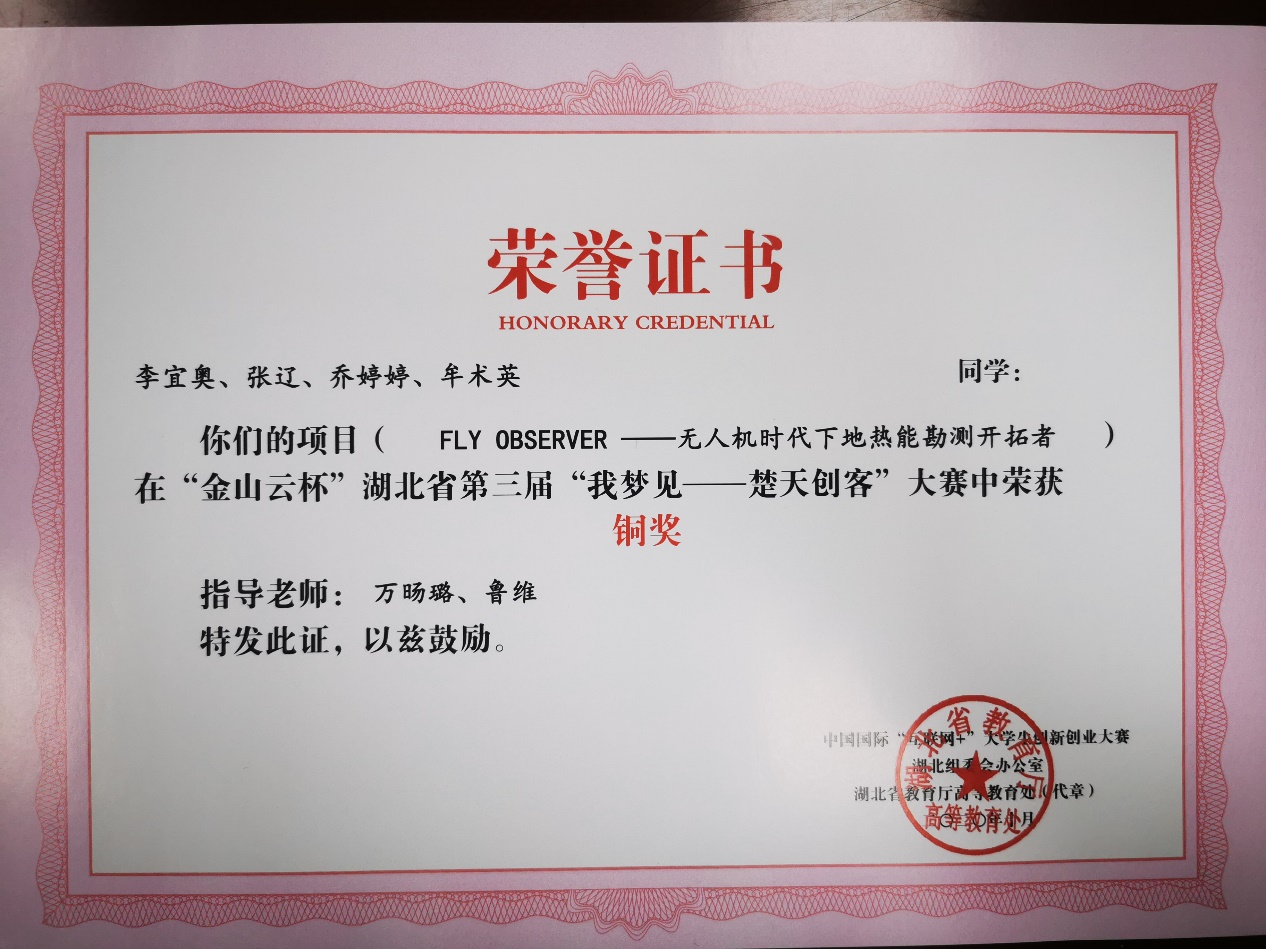 荣誉证书
HONORARY CREDENTIAL
李宜奥、张辽、乔婷婷、牟术英 同学：
你们的项目（ FLY OBSERVER ——无人机时代下地热能勘测开拓者 ）
在“金山云杯”湖北省第三届“我梦见——楚天创客”大赛中荣获
铜奖
指导老师： 万旸璐、鲁维
特发此证，以兹鼓励。
中国国际“互联网+”大学生创新创业大赛
湖北组委会办公室
湖北省教育厅高等教育处（代章）
湖北省教育厅
高等教育处